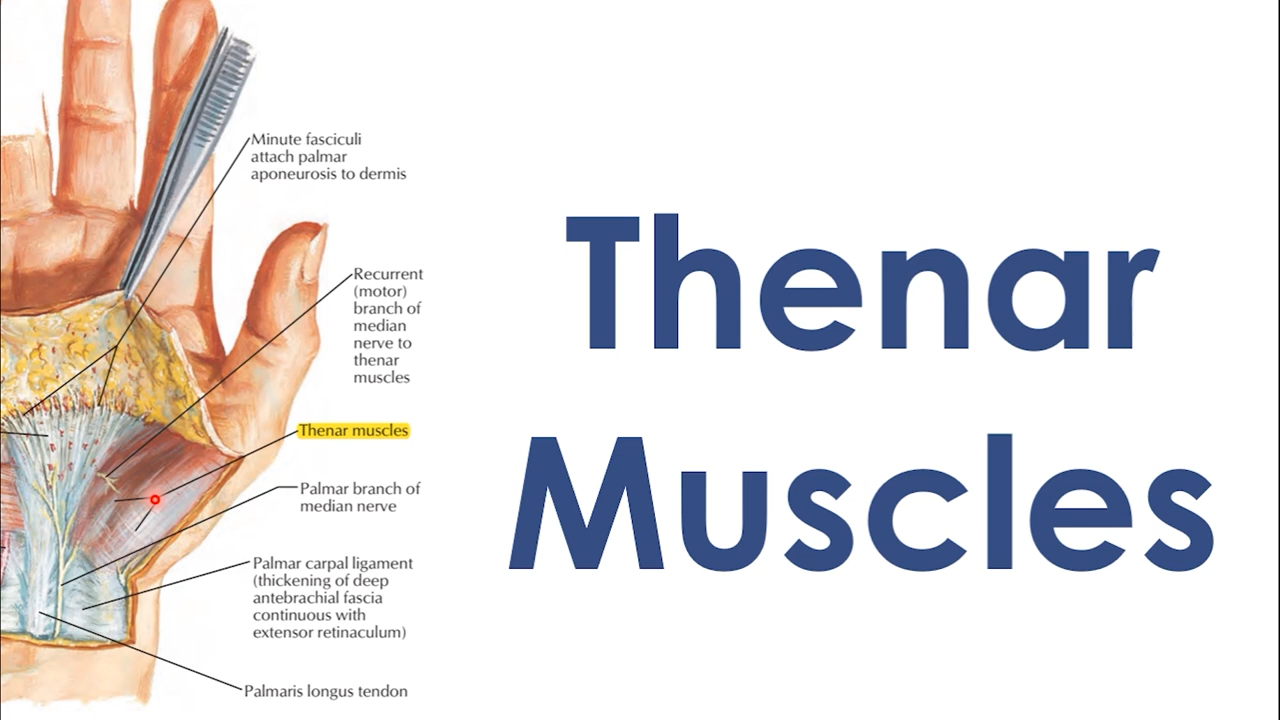 Minute fasciculi
attach palmar
aponeurosis to dermis
Recurrent
(motor)
branch of
median
nerve to
thenar
muscles
Thenar muscles
Palmar branch of
median nerve
Palmar carpal ligament
(thickening of deep
antebrachial fascia
continuous with
extensor retinaculum)
Palmaris longus tendon
Thenar
Muscles